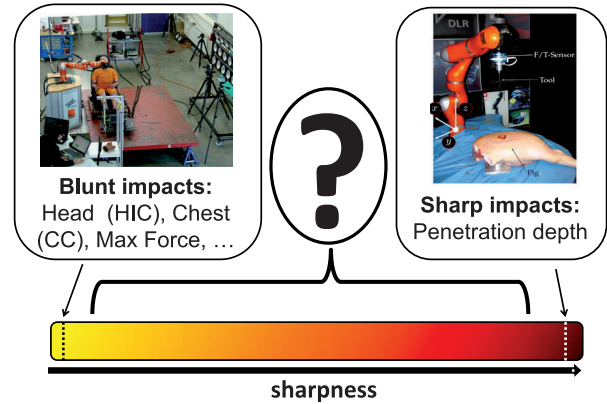 Blunt impacts:
Head (HIC), Chest
(CC), Max Force, …
?
DLR
F/T-Sensor
Tool
x
z
y
Pig
Sharp impacts:
Penetration depth
sharpness